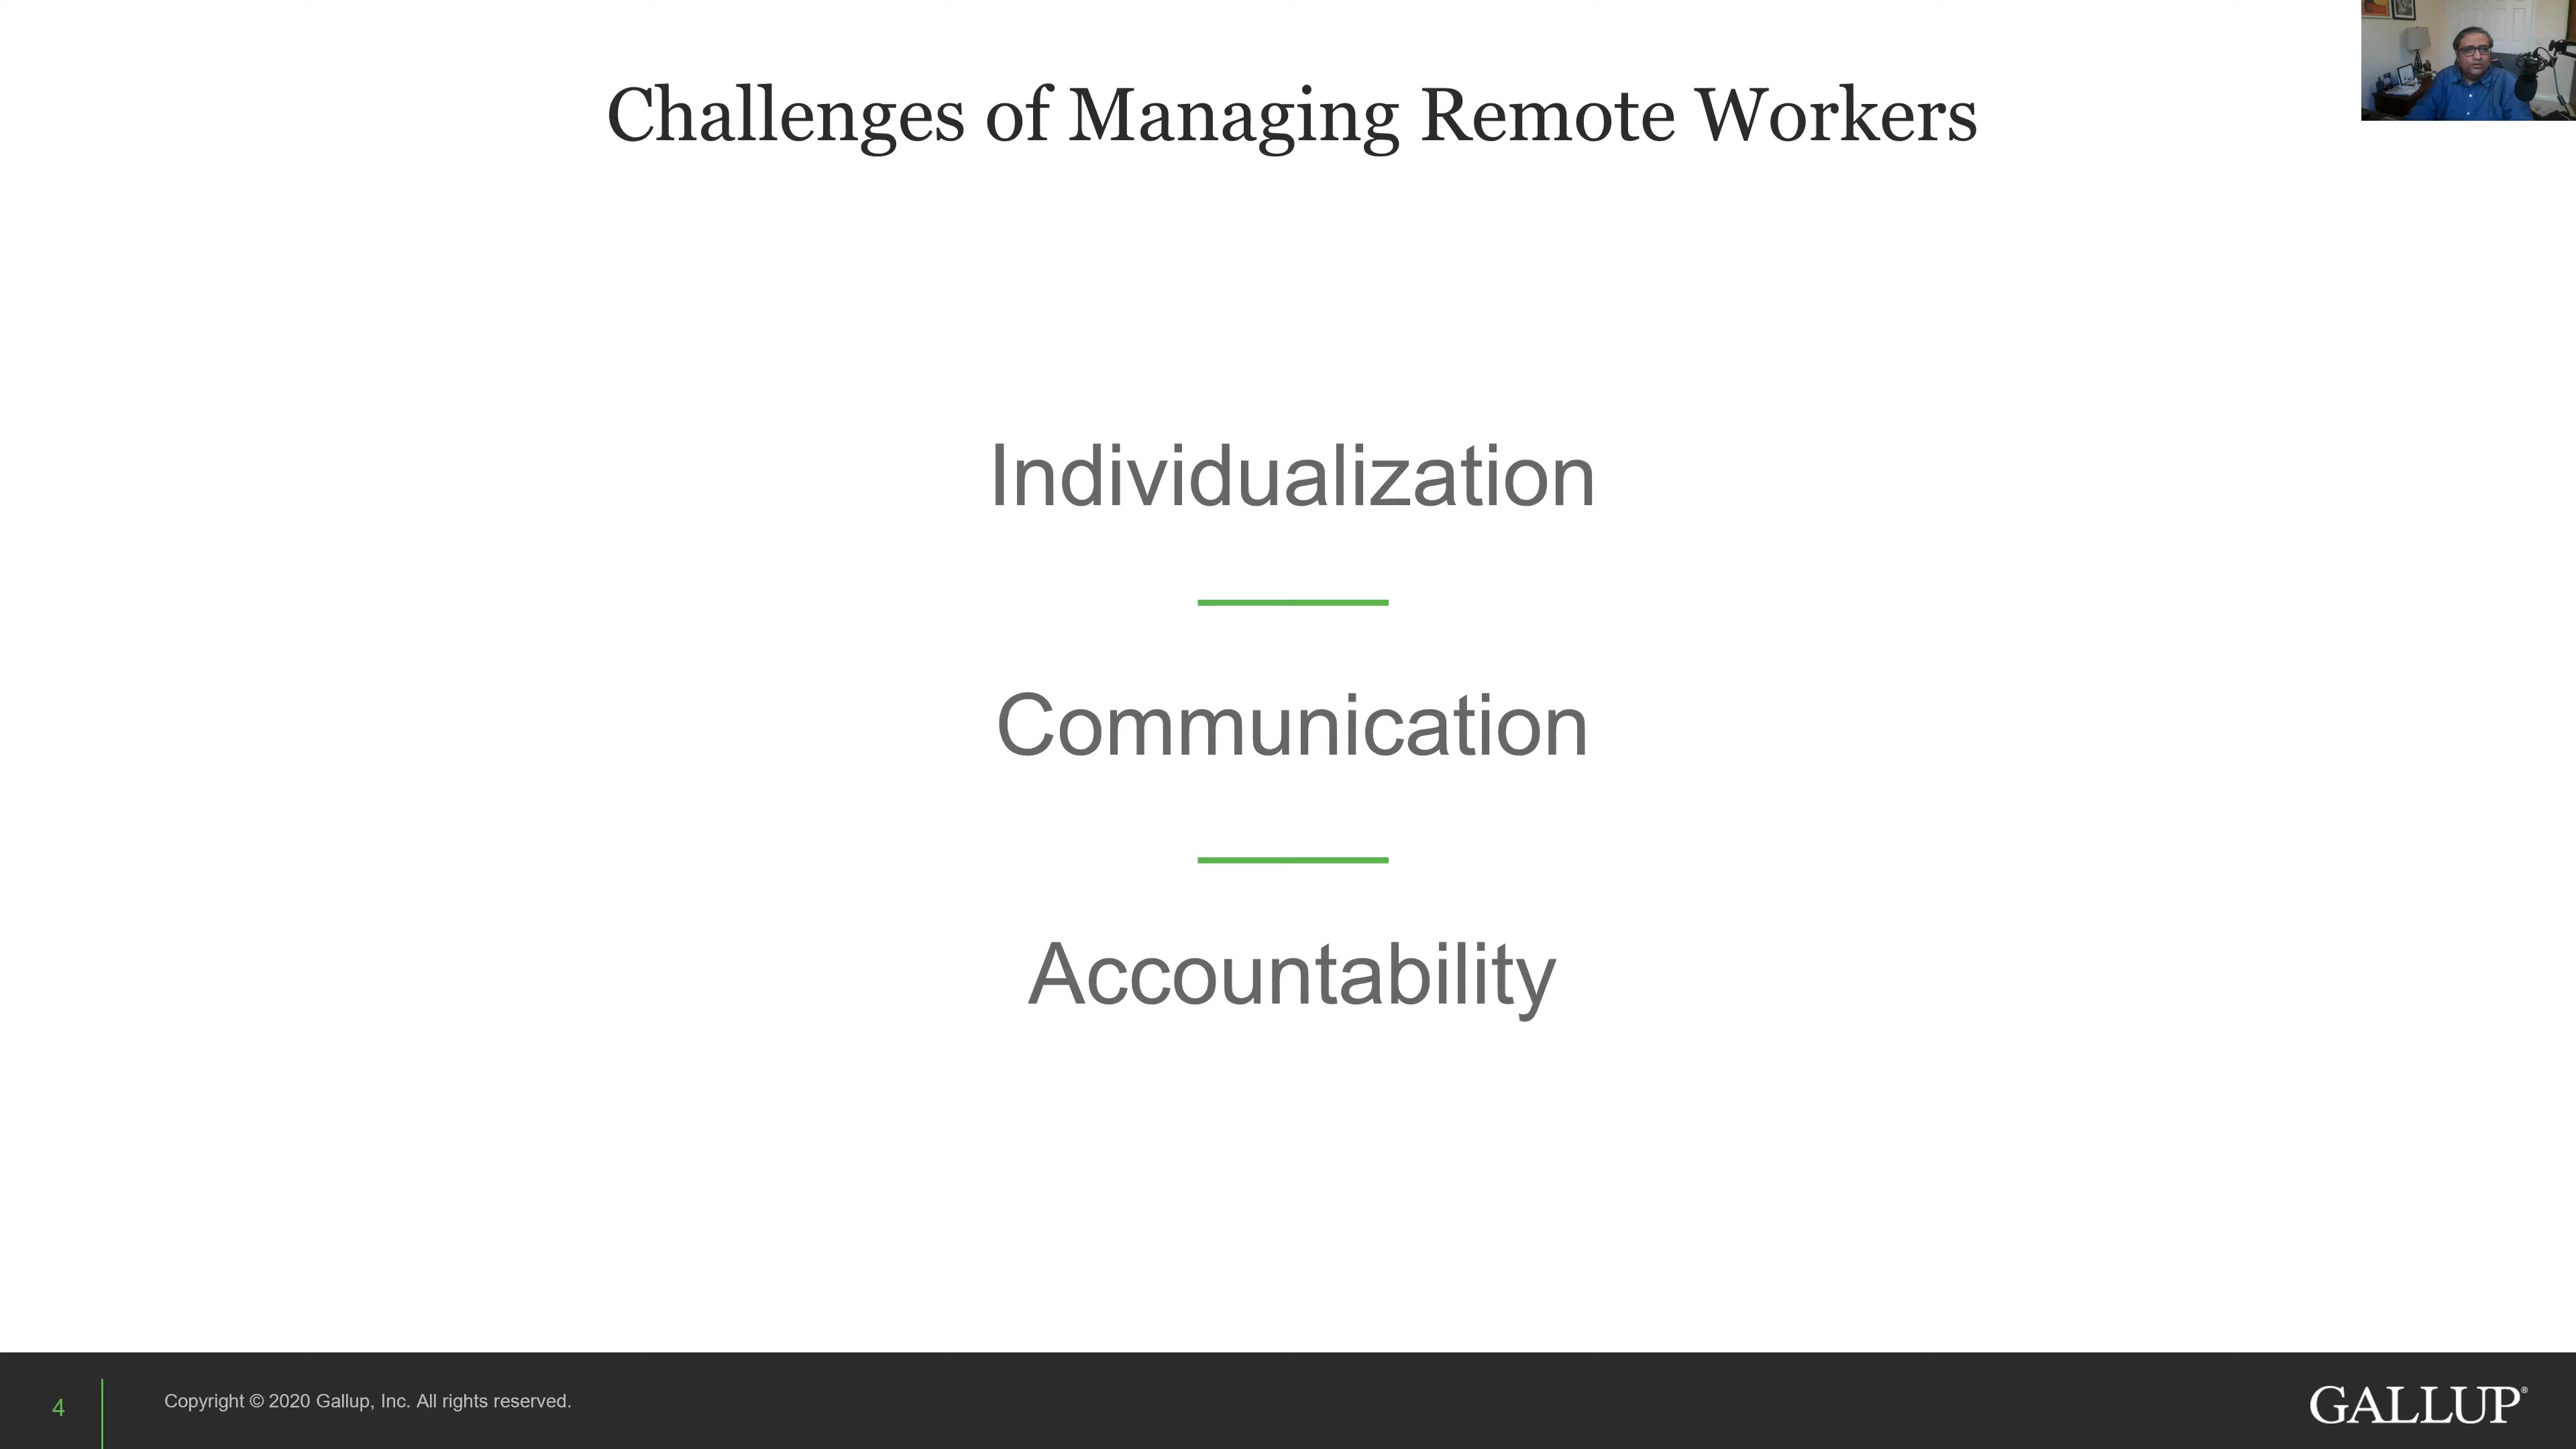 Challenges of Managing Remote Workers
Individualization
Communication
Accountability
4
Copyright © 2020 Gallup, Inc. All rights reserved.
GALLUP®